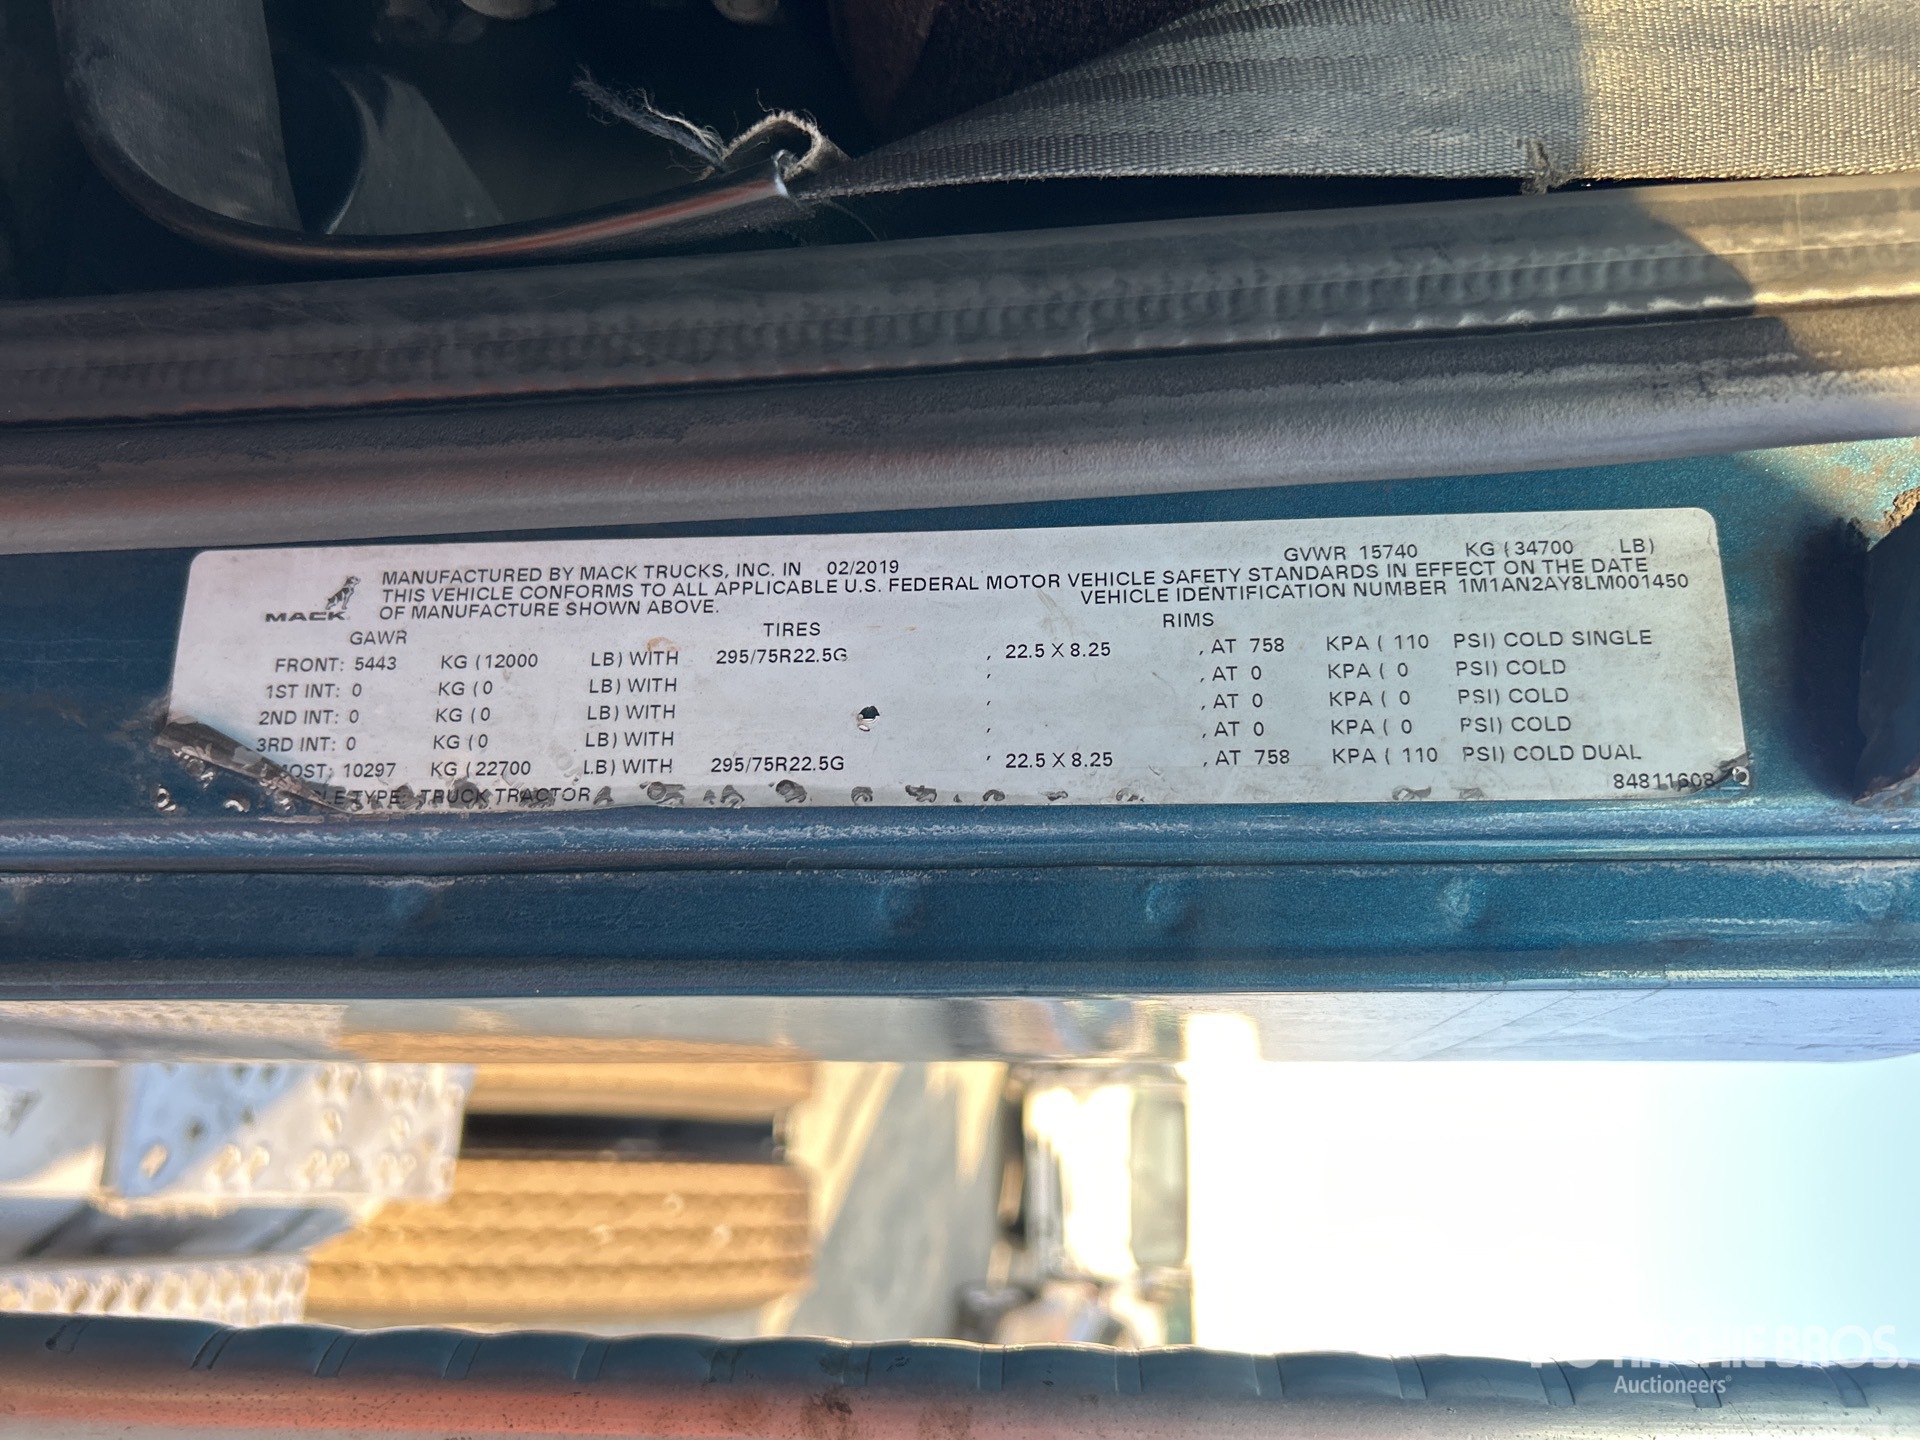 MANUFACTURED BY MACK TRUCKS, INC. IN 02/2019 GVWR 15740 KG (34700 LB)
THIS VEHICLE CONFORMS TO ALL APPLICABLE U.S. FEDERAL MOTOR VEHICLE SAFETY STANDARDS IN EFFECT ON THE DATE
OF MANUFACTURE SHOWN ABOVE. VEHICLE IDENTIFICATION NUMBER 1M1AN2AY8LM001450
MACK
GAWR TIRES RIMS
FRONT: 5443 KG (12000 LB) WITH 295/75R22.5G , 22.5 X 8.25 , AT 758 KPA ( 110 PSI) COLD SINGLE
1ST INT: 0 KG (0 LB) WITH , , AT 0 KPA ( 0 PSI) COLD
2ND INT: 0 KG (0 LB) WITH , , AT 0 KPA ( 0 PSI) COLD
3RD INT: 0 KG (0 LB) WITH , , AT 0 KPA ( 0 PSI) COLD
10297 KG (22700 LB) WITH 295/75R22.5G , 22.5 X 8.25 , AT 758 KPA ( 110 PSI) COLD DUAL
TYPE: TRUCK TRACTOR 84811608
RITCHIE BROS.
Auctioneers